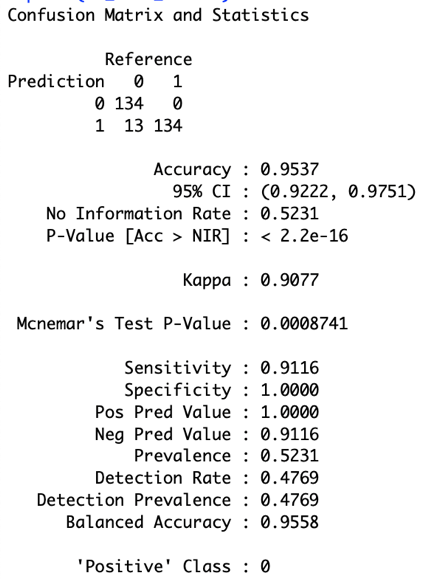 Confusion Matrix and Statistics
Reference
Prediction 0 1
0 134 0
1 13 134
Accuracy : 0.9537
95% CI : (0.9222, 0.9751)
No Information Rate : 0.5231
P-Value [Acc > NIR] : < 2.2e-16
Kappa : 0.9077
Mcnemar's Test P-Value : 0.0008741
Sensitivity : 0.9116
Specificity : 1.0000
Pos Pred Value : 1.0000
Neg Pred Value : 0.9116
Prevalence : 0.5231
Detection Rate : 0.4769
Detection Prevalence : 0.4769
Balanced Accuracy : 0.9558
'Positive' Class : 0